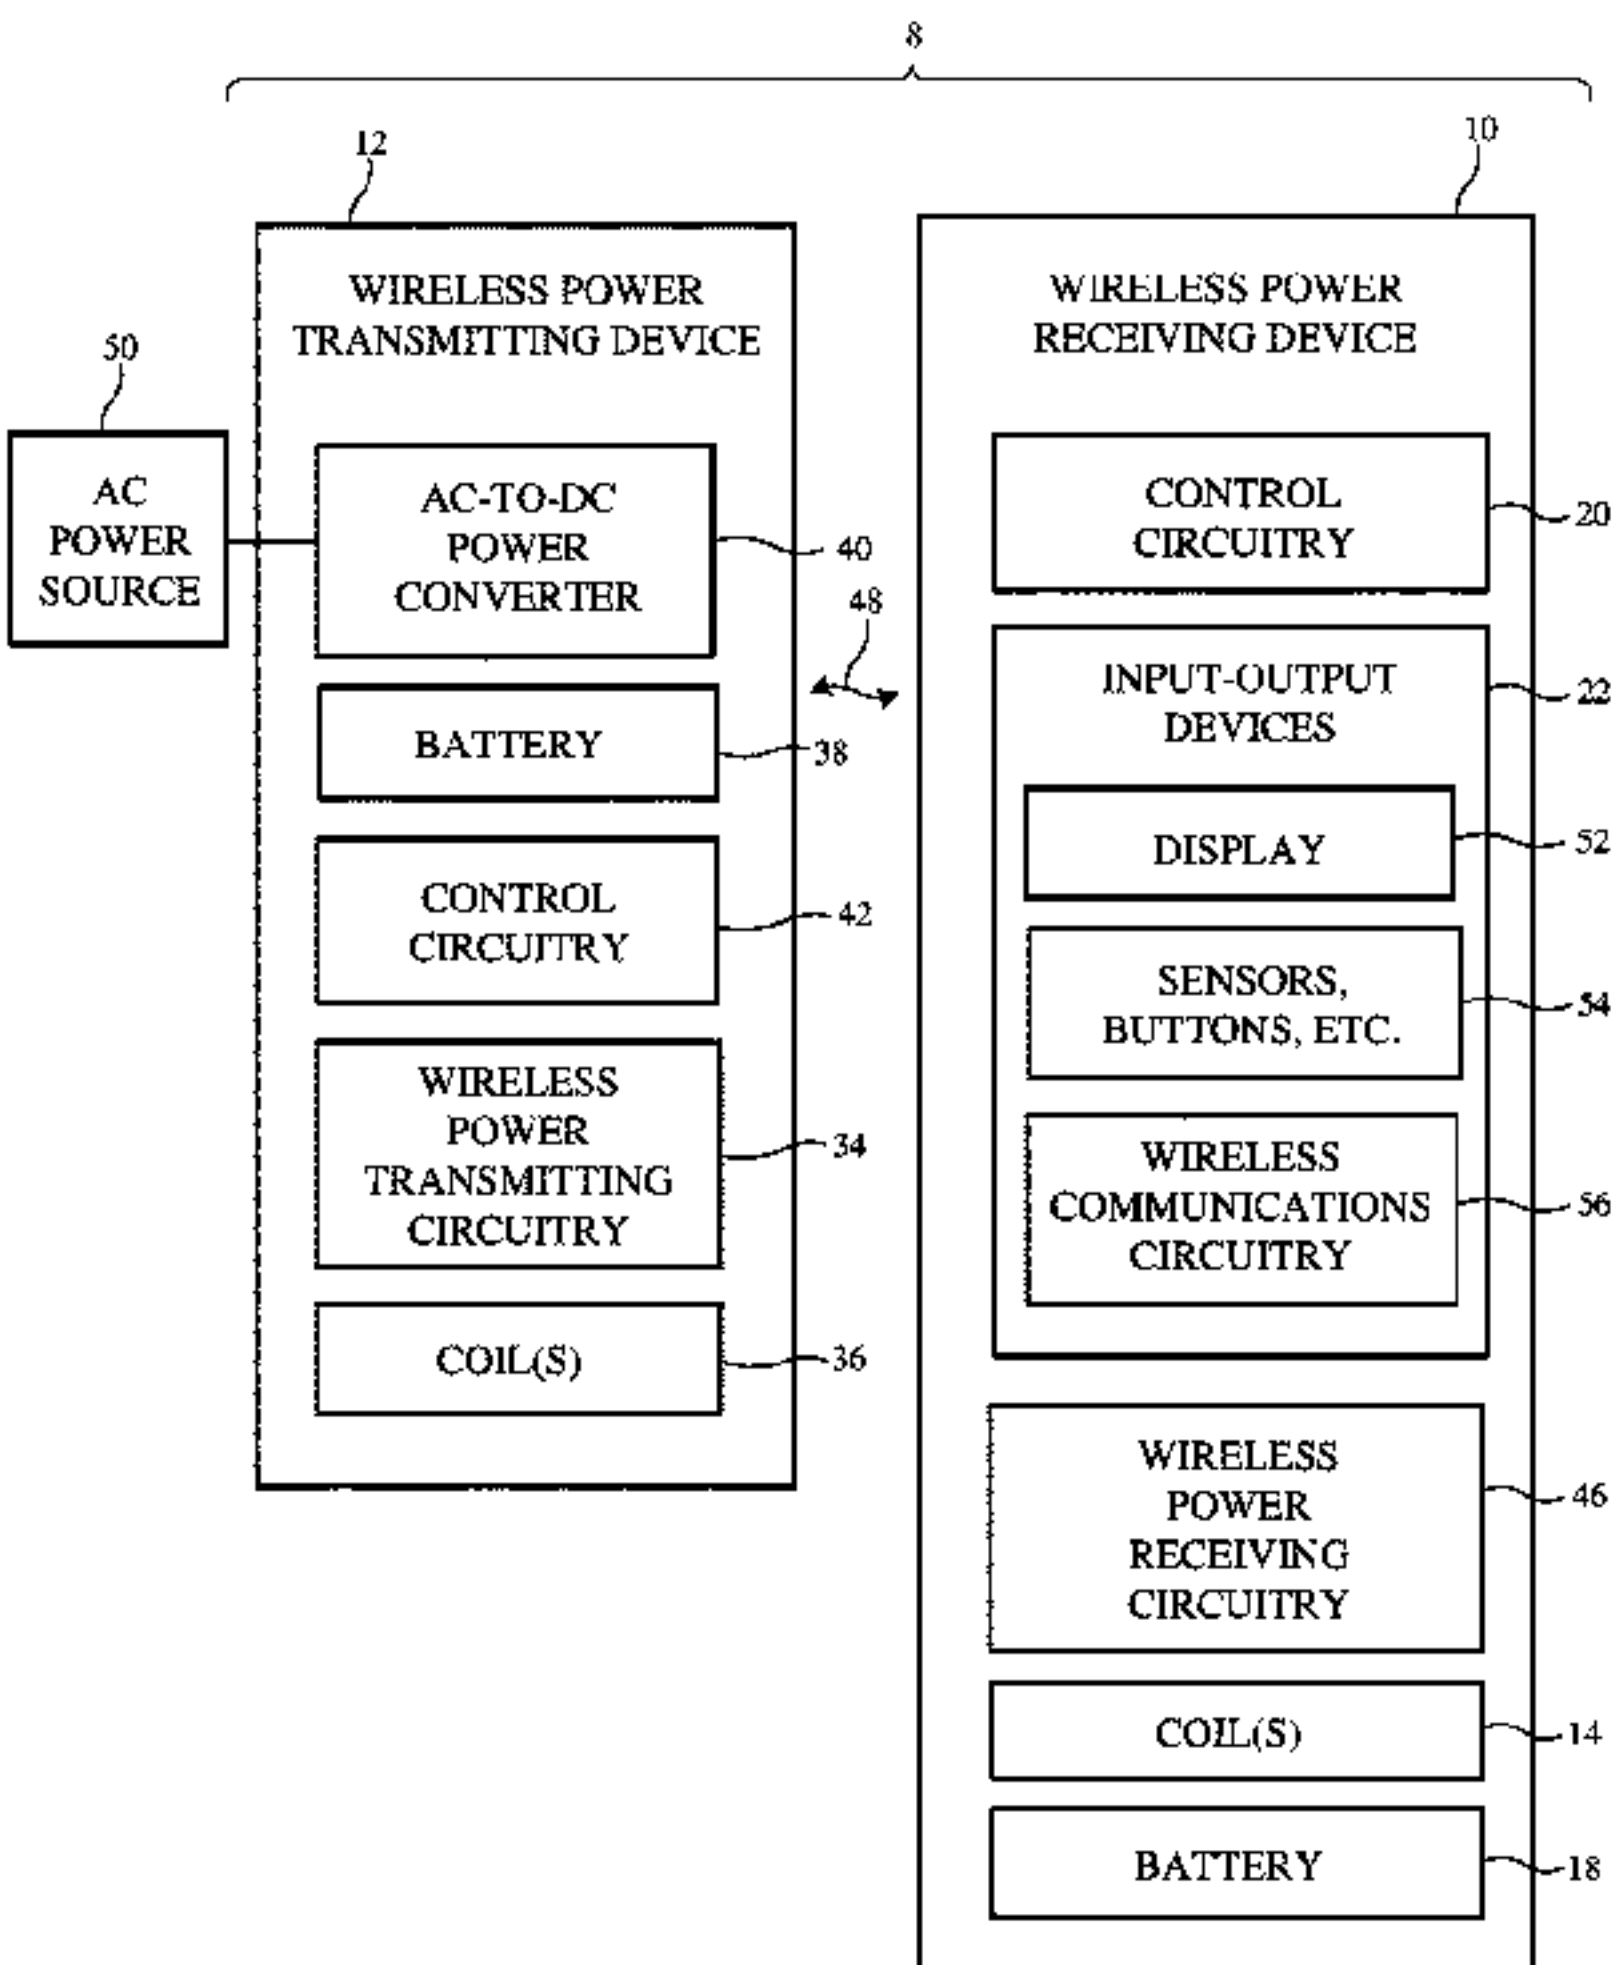 8
12
10
WIRELESS POWER
TRANSMITTING DEVICE
50
AC
POWER
SOURCE
AC-TO-DC
POWER
CONVERTER
40
48
BATTERY
38
CONTROL
CIRCUITRY
42
WIRELESS
POWER
TRANSMITTING
CIRCUITRY
34
COIL(S)
36
WIRELESS POWER
RECEIVING DEVICE
CONTROL
CIRCUITRY
20
INPUT-OUTPUT
DEVICES
22
DISPLAY
52
SENSORS,
BUTTONS, ETC.
54
WIRELESS
COMMUNICATIONS
CIRCUITRY
56
WIRELESS
POWER
RECEIVING
CIRCUITRY
46
COIL(S)
14
BATTERY
18